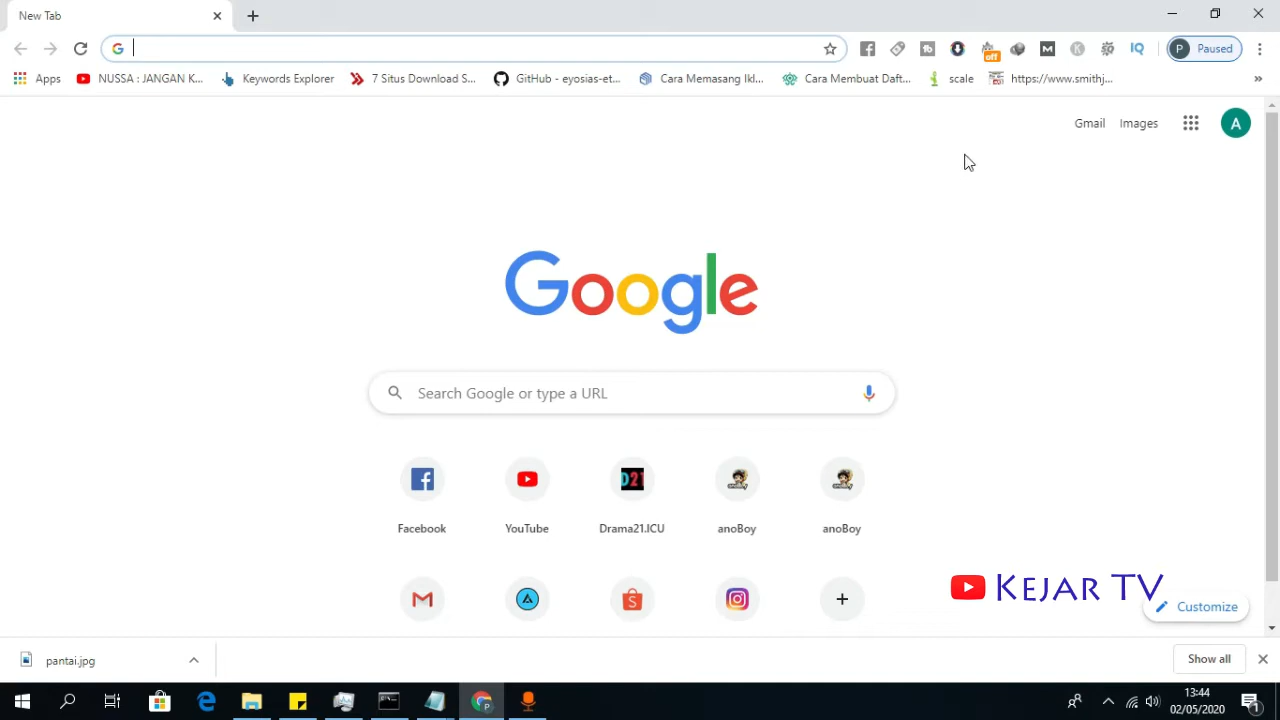 New Tab
Paused
Apps
NUSSA : JANGAN K...
Keywords Explorer
7 Situs Download S...
GitHub - eyosias-et...
Cara Memasang Ikl...
Cara Membuat Daft...
scale
https://www.smithj...
Gmail
Images
A
Google
Search Google or type a URL
Facebook
YouTube
Drama21.ICU
anoBoy
anoBoy
KEJAR TV
Customize
pantai.jpg
Show all
13:44
02/05/2020